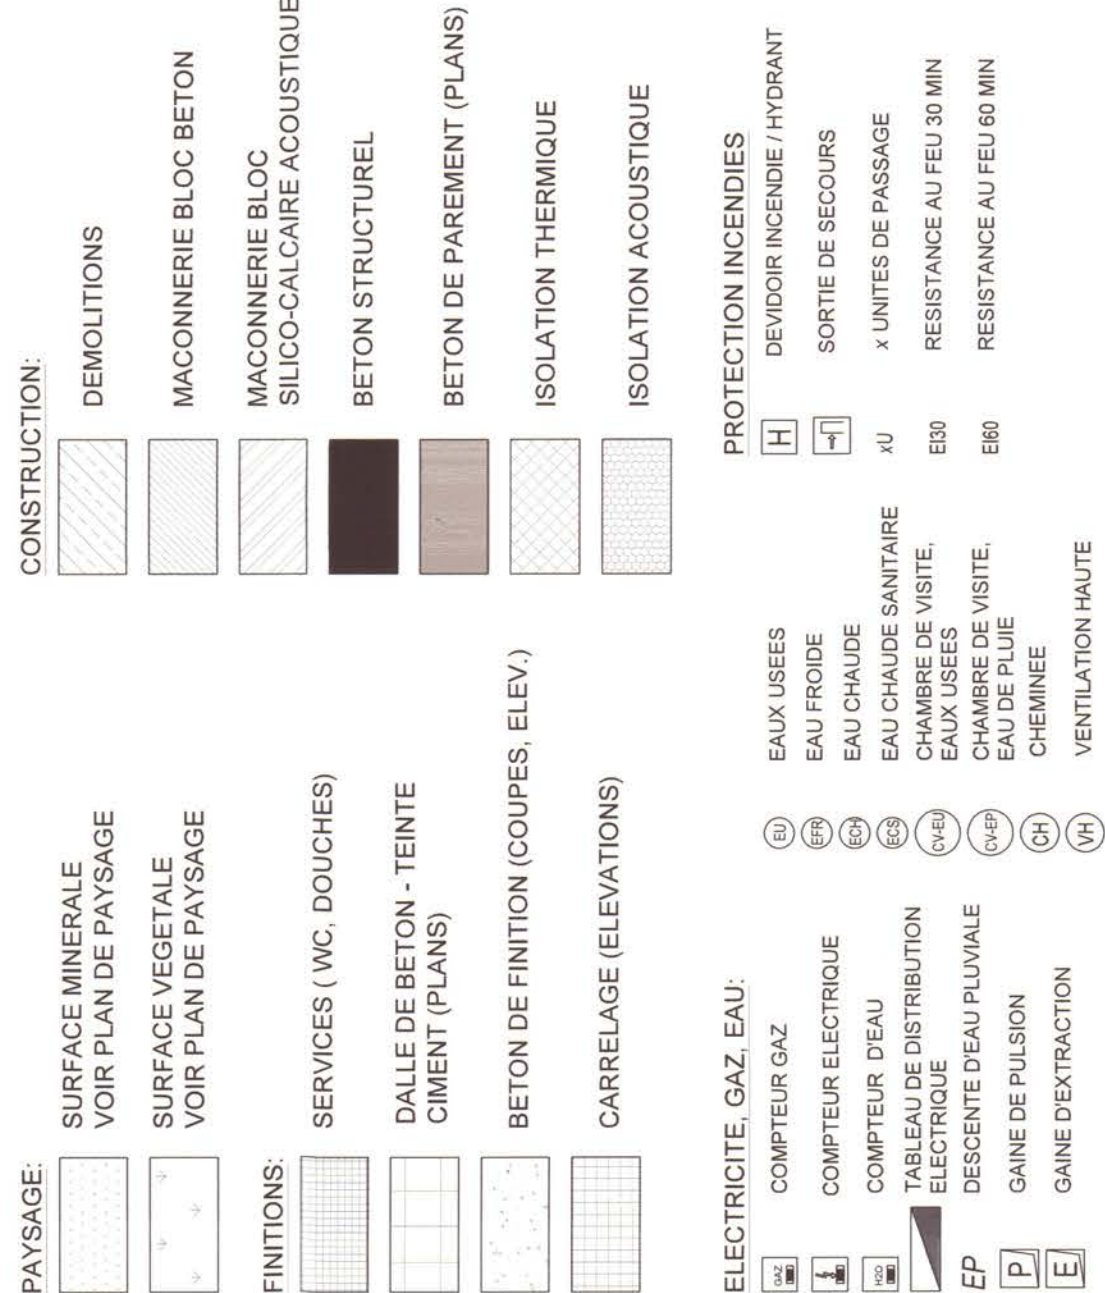 PAYSAGE:
SURFACE MINERALE
VOIR PLAN DE PAYSAGE
SURFACE VEGETALE
VOIR PLAN DE PAYSAGE
FINITIONS:
SERVICES ( WC, DOUCHES)
DALLE DE BETON - TEINTE
CIMENT (PLANS)
BETON DE FINITION (COUPES, ELEV.)
CARRELAGE (ELEVATIONS)
CONSTRUCTION:
DEMOLITIONS
MACONNERIE BLOC BETON
MACONNERIE BLOC
SILICO-CALCAIRE ACOUSTIQUE
BETON STRUCTUREL
BETON DE PAREMENT (PLANS)
ISOLATION THERMIQUE
ISOLATION ACOUSTIQUE
ELECTRICITE, GAZ, EAU:
GAZ COMPTEUR GAZ
COMPTEUR ELECTRIQUE
H2O COMPTEUR D'EAU
TABLEAU DE DISTRIBUTION
ELECTRIQUE
EP DESCENTE D'EAU PLUVIALE
P GAINE DE PULSION
E GAINE D'EXTRACTION
EU EAUX USEES
EFR EAU FROIDE
ECH EAU CHAUDE
ECS EAU CHAUDE SANITAIRE
CV-EU CHAMBRE DE VISITE,
EAUX USEES
CV-EP CHAMBRE DE VISITE,
EAU DE PLUIE
CH CHEMINEE
VH VENTILATION HAUTE
PROTECTION INCENDIES
H DEVIDOIR INCENDIE / HYDRANT
SORTIE DE SECOURS
xU x UNITES DE PASSAGE
EI30 RESISTANCE AU FEU 30 MIN
EI60 RESISTANCE AU FEU 60 MIN